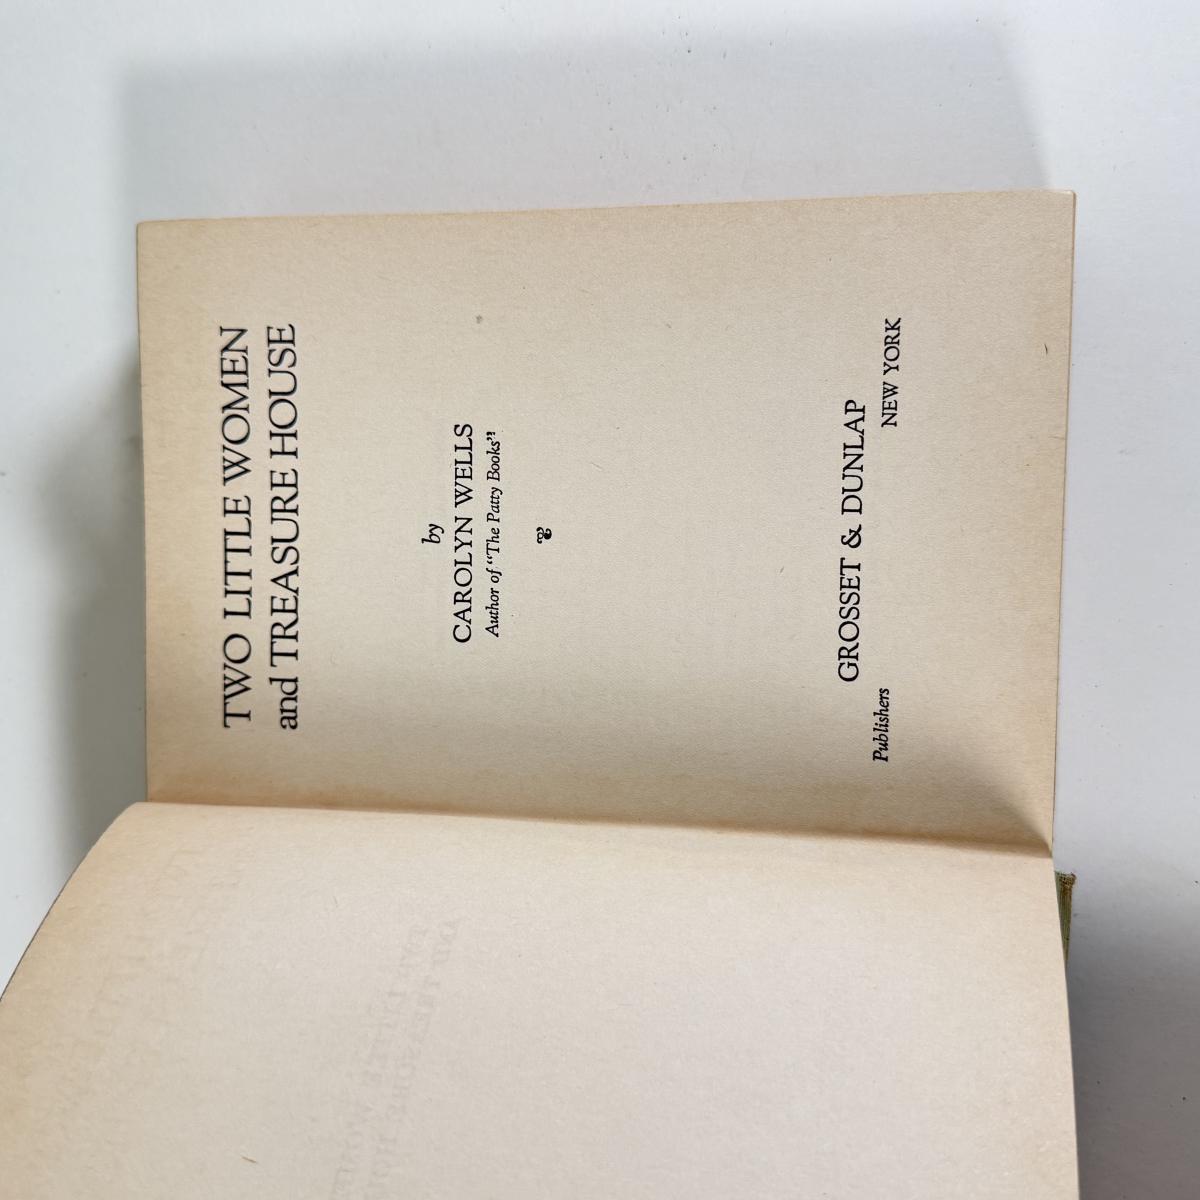 TWO LITTLE WOMEN
and TREASURE HOUSE
by
CAROLYN WELLS
Author of "The Patty Books"
GROSSET & DUNLAP
Publishers NEW YORK